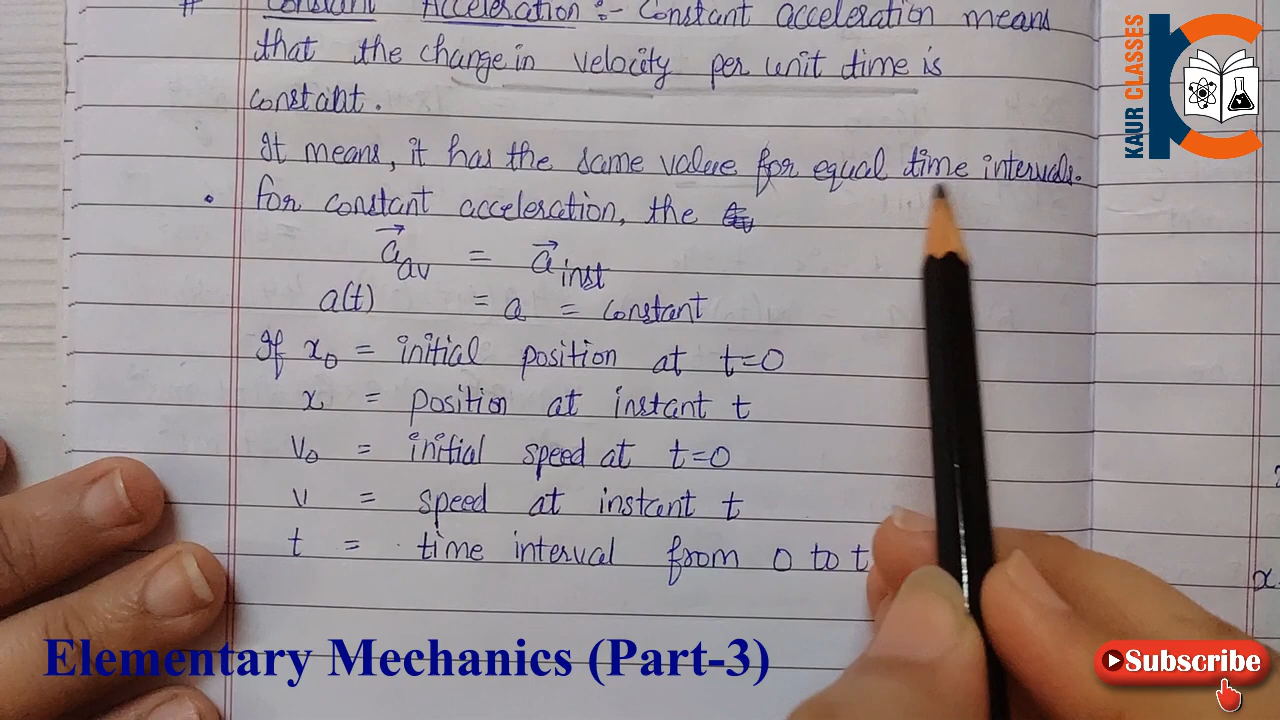 # Constant Acceleration :- Constant acceleration means
that the change in velocity per unit time is
constant.
It means, it has the same value for equal time intervals.
• for constant acceleration, the
a⃗av = a⃗inst
a(t) = a = constant
If x₀ = initial position at t=0
x = position at instant t
v₀ = initial speed at t=0
v = speed at instant t
t = time interval from 0 to t
x
KAUR CLASSES
KC
Elementary Mechanics (Part-3)
Subscribe